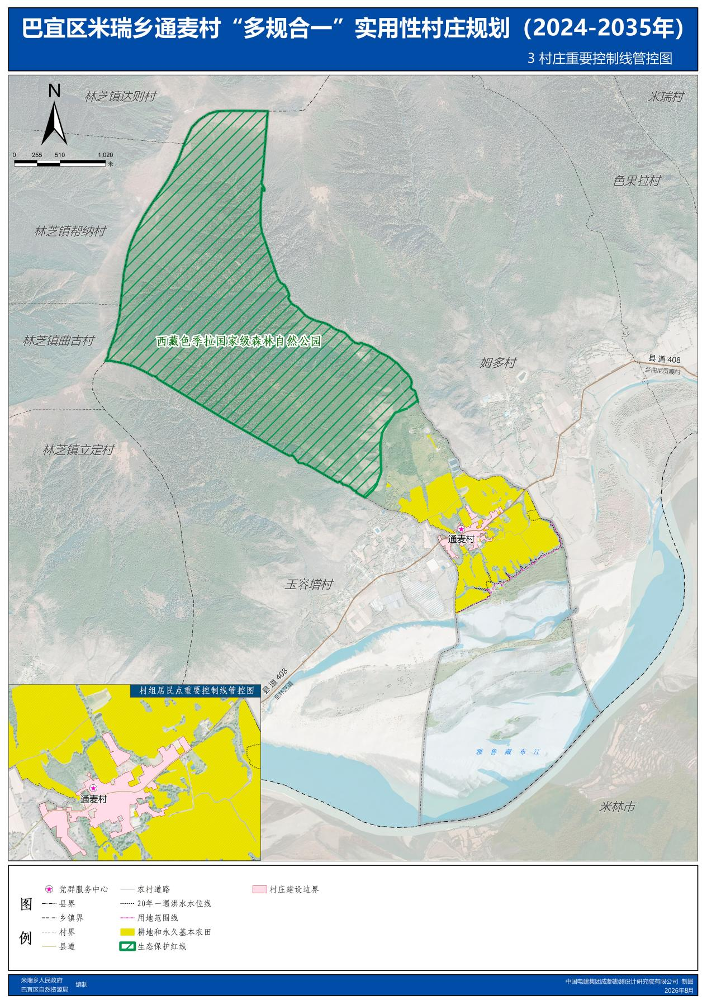 巴宜区米瑞乡通麦村“多规合一”实用性村庄规划（2024-2035年）
3 村庄重要控制线管控图
N
0 255 510 1,020
米
林芝镇达则村
米瑞村
色果拉村
林芝镇帮纳村
西藏色季拉国家级森林自然公园
林芝镇曲古村
姆多村
县道408
至曲尼贡嘎村
林芝镇立定村
通麦村
玉容增村
县道408
至林芝镇
雅鲁藏布江
米林市
村组居民点重要控制线管控图
通麦村
图例
党群服务中心
县界
乡镇界
村界
县道
农村道路
20年一遇洪水水位线
用地范围线
耕地和永久基本农田
生态保护红线
村庄建设边界
米瑞乡人民政府
巴宜区自然资源局
编制
中国电建集团成都勘测设计研究院有限公司 制图
2026年8月